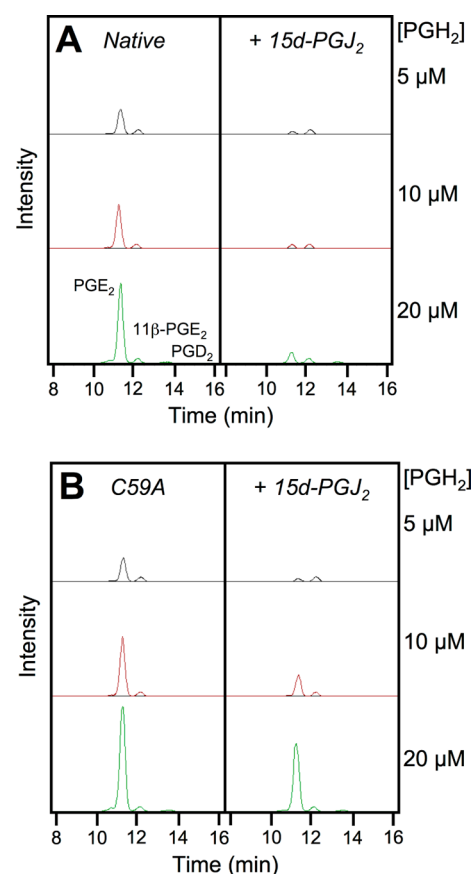 A
Native
+ 15d-PGJ₂
[PGH₂]
5 µM
10 µM
20 µM
Intensity
PGE₂
11β-PGE₂
PGD₂
8 10 12 14 16 10 12 14 16
Time (min)
B
C59A
+ 15d-PGJ₂
[PGH₂]
5 µM
10 µM
20 µM
Intensity
8 10 12 14 16 10 12 14 16
Time (min)